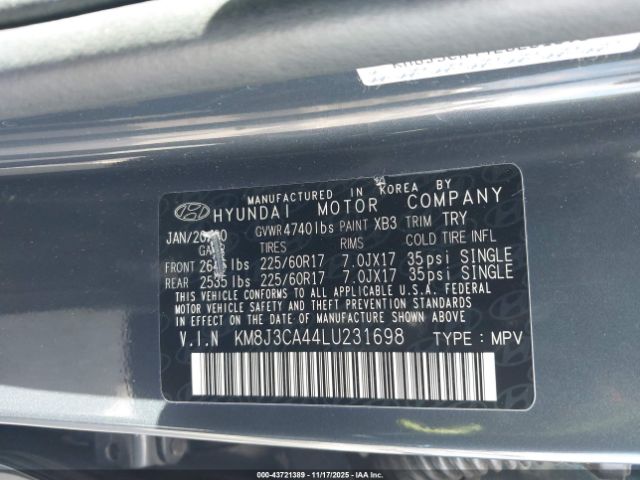 MANUFACTURED IN KOREA BY
HYUNDAI MOTOR COMPANY
GVWR 4740 lbs PAINT XB3 TRIM TRY
TIRES RIMS COLD TIRE INFL
FRONT lbs 225/60R17 7.0JX17 35psi SINGLE
REAR 2535 lbs 225/60R17 7.0JX17 35psi SINGLE
THIS VEHICLE CONFORMS TO ALL APPLICABLE U.S.A. FEDERAL
MOTOR VEHICLE SAFETY AND THEFT PREVENTION STANDARDS
IN EFFECT ON THE DATE OF MANUFACTURE SHOWN ABOVE.
V.I.N KM8J3CA44LU231698 TYPE : MPV
000-43721389 - 11/17/2025 - IAAI.CA